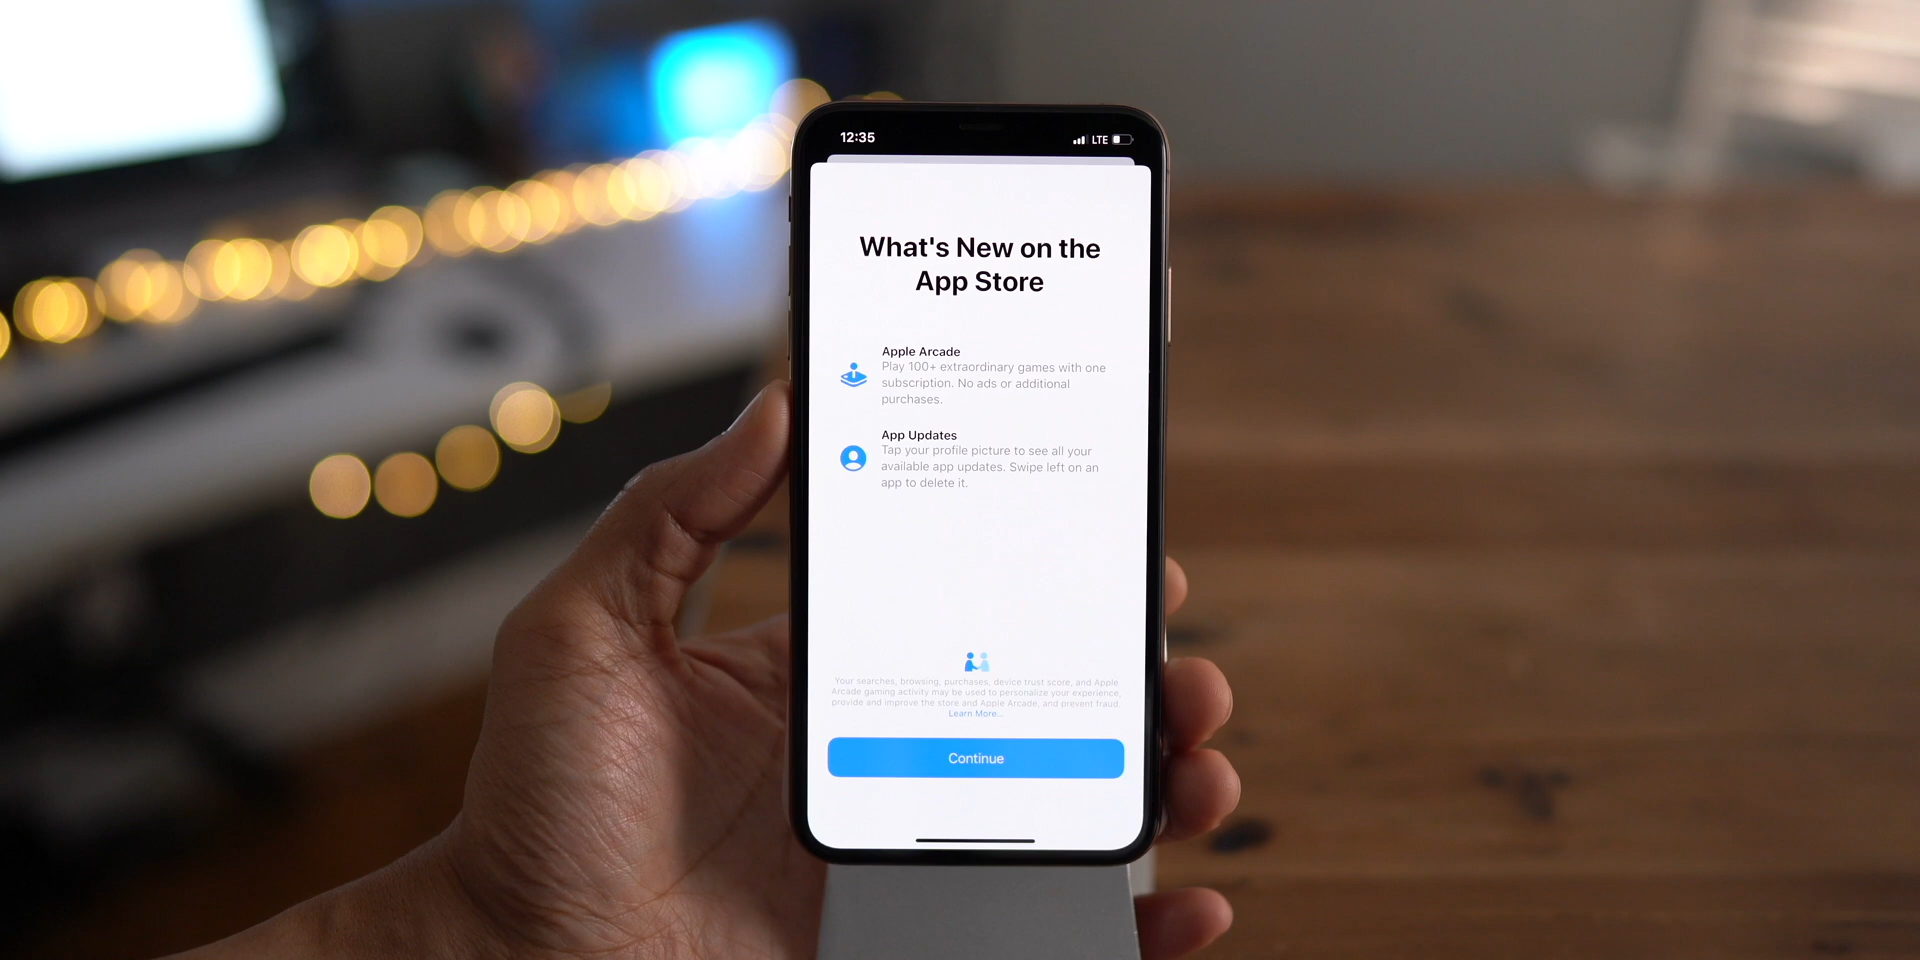 12:35
LTE
What's New on the
App Store
Apple Arcade
Play 100+ extraordinary games with one
subscription. No ads or additional
purchases.
App Updates
Tap your profile picture to see all your
available app updates. Swipe left on an
app to delete it.
Your searches, browsing, purchases, device trust score, and Apple
Arcade gaming activity may be used to personalize your experience,
provide and improve the store and Apple Arcade, and prevent fraud.
Learn More...
Continue